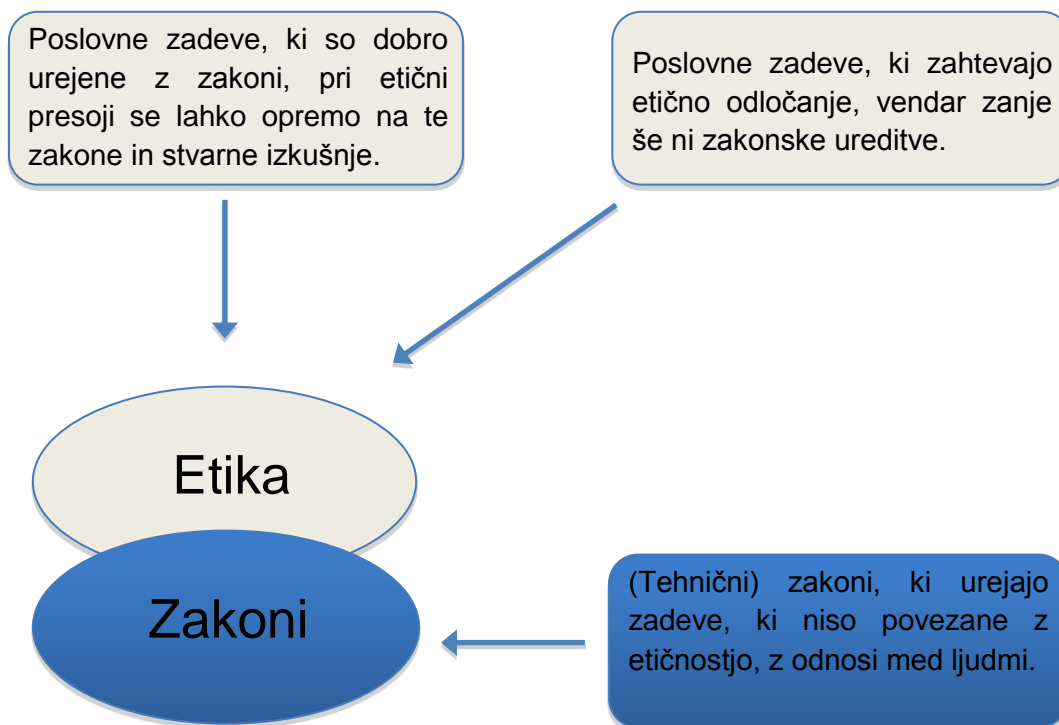 Poslovne zadeve, ki so dobro
urejene z zakoni, pri etični
presoji se lahko opremo na te
zakone in stvarne izkušnje.
Poslovne zadeve, ki zahtevajo
etično odločanje, vendar zanje
še ni zakonske ureditve.
Etika
Zakoni
(Tehnični) zakoni, ki urejajo
zadeve, ki niso povezane z
etičnostjo, z odnosi med ljudmi.